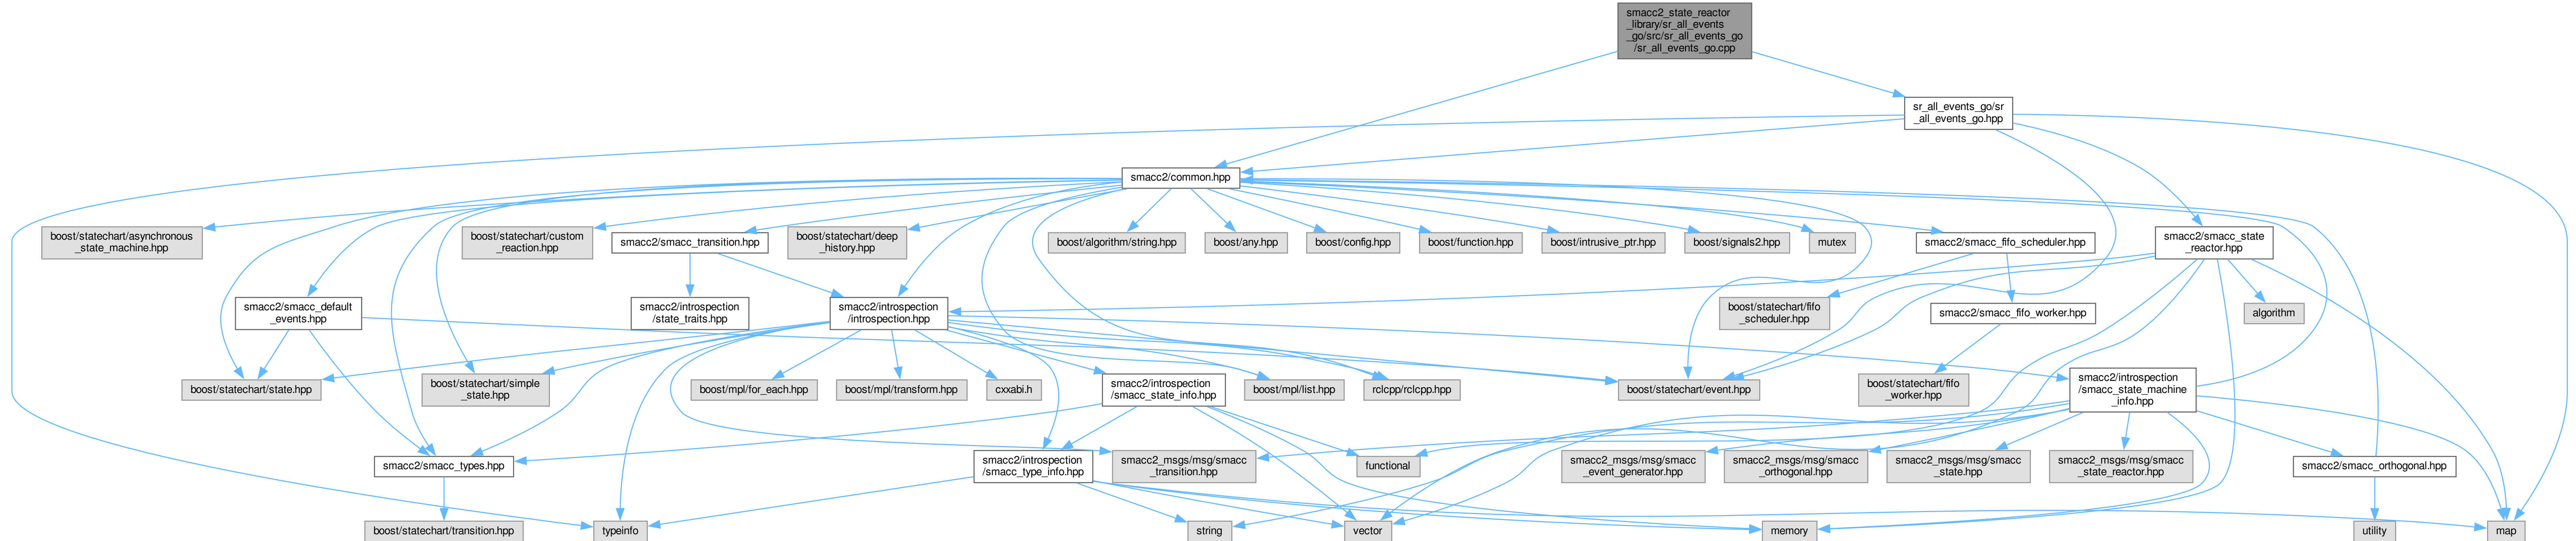 smacc2_state_reactor
_library/sr_all_events
_go/src/sr_all_events_go
/sr_all_events_go.cpp
sr_all_events_go/sr
_all_events_go.hpp
smacc2/common.hpp
boost/statechart/asynchronous
_state_machine.hpp
boost/statechart/custom
_reaction.hpp
smacc2/smacc_transition.hpp
boost/statechart/deep
_history.hpp
boost/algorithm/string.hpp
boost/any.hpp
boost/config.hpp
boost/function.hpp
boost/intrusive_ptr.hpp
boost/signals2.hpp
mutex
smacc2/smacc_fifo_scheduler.hpp
smacc2/smacc_state
_reactor.hpp
smacc2/smacc_default
_events.hpp
smacc2/introspection
/state_traits.hpp
smacc2/introspection
/introspection.hpp
boost/statechart/fifo
_scheduler.hpp
smacc2/smacc_fifo_worker.hpp
algorithm
boost/statechart/state.hpp
boost/statechart/simple
_state.hpp
boost/mpl/for_each.hpp
boost/mpl/transform.hpp
cxxabi.h
smacc2/introspection
/smacc_state_info.hpp
boost/mpl/list.hpp
rclcpp/rclcpp.hpp
boost/statechart/event.hpp
boost/statechart/fifo
_worker.hpp
smacc2/introspection
/smacc_state_machine
_info.hpp
smacc2/smacc_types.hpp
smacc2_msgs/msg/smacc
_transition.hpp
smacc2/introspection
/smacc_type_info.hpp
functional
smacc2_msgs/msg/smacc
_event_generator.hpp
smacc2_msgs/msg/smacc
_orthogonal.hpp
smacc2_msgs/msg/smacc
_state.hpp
smacc2_msgs/msg/smacc
_state_reactor.hpp
smacc2/smacc_orthogonal.hpp
boost/statechart/transition.hpp
typeinfo
string
vector
memory
utility
map